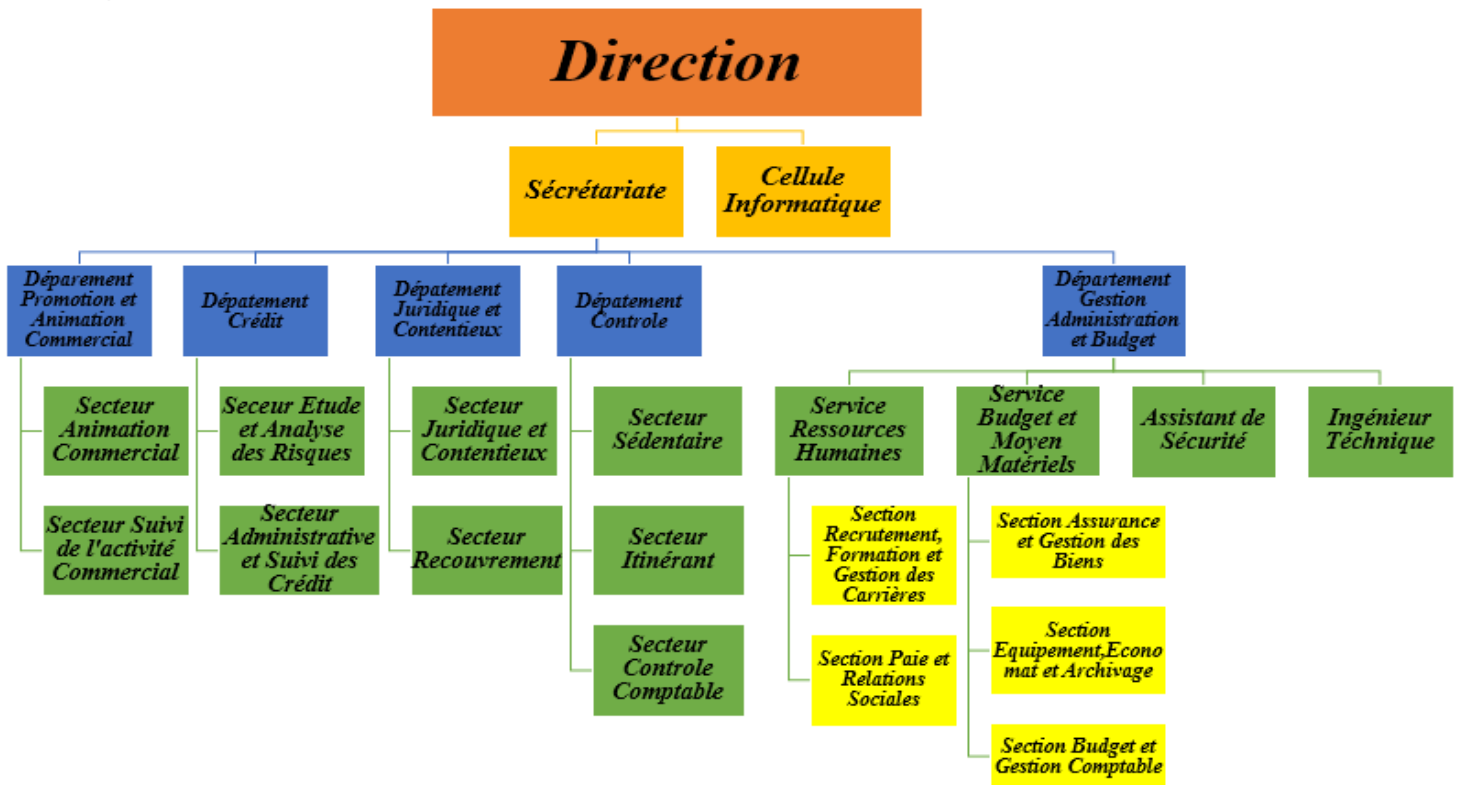 Direction
Sécrétariate
Cellule
Informatique
Déparement
Promotion et
Animation
Commercial
Dépatement
Crédit
Dépatement
Juridique et
Contentieux
Dépatement
Controle
Département
Gestion
Administration
et Budget
Secteur
Animation
Commercial
Secteur Suivi
de l'activité
Commercial
Seceur Etude
et Analyse
des Risques
Secteur
Administrative
et Suivi des
Crédit
Secteur
Juridique et
Contentieux
Secteur
Recouvrement
Secteur
Sédentaire
Secteur
Itinérant
Secteur
Controle
Comptable
Service
Ressources
Humaines
Section
Recrutement,
Formation et
Gestion des
Carrières
Section Paie et
Relations
Sociales
Service
Budget et
Moyen
Matériels
Section Assurance
et Gestion des
Biens
Section
Equipement,Econo
mat et Archivage
Section Budget et
Gestion Comptable
Assistant de
Sécurité
Ingénieur
Téchnique